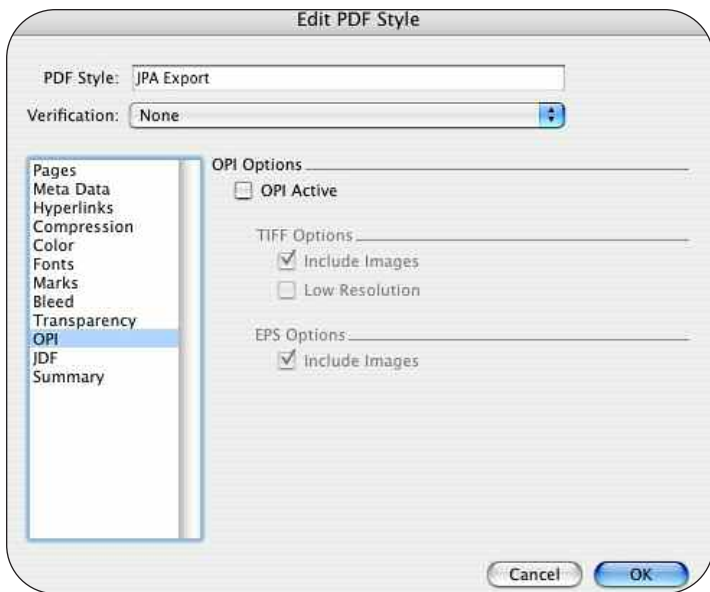 Edit PDF Style
PDF Style: JPA Export
Verification: None
Pages
Meta Data
Hyperlinks
Compression
Color
Fonts
Marks
Bleed
Transparency
OPI
JDF
Summary
OPI Options
OPI Active
TIFF Options
Include Images
Low Resolution
EPS Options
Include Images
Cancel
OK